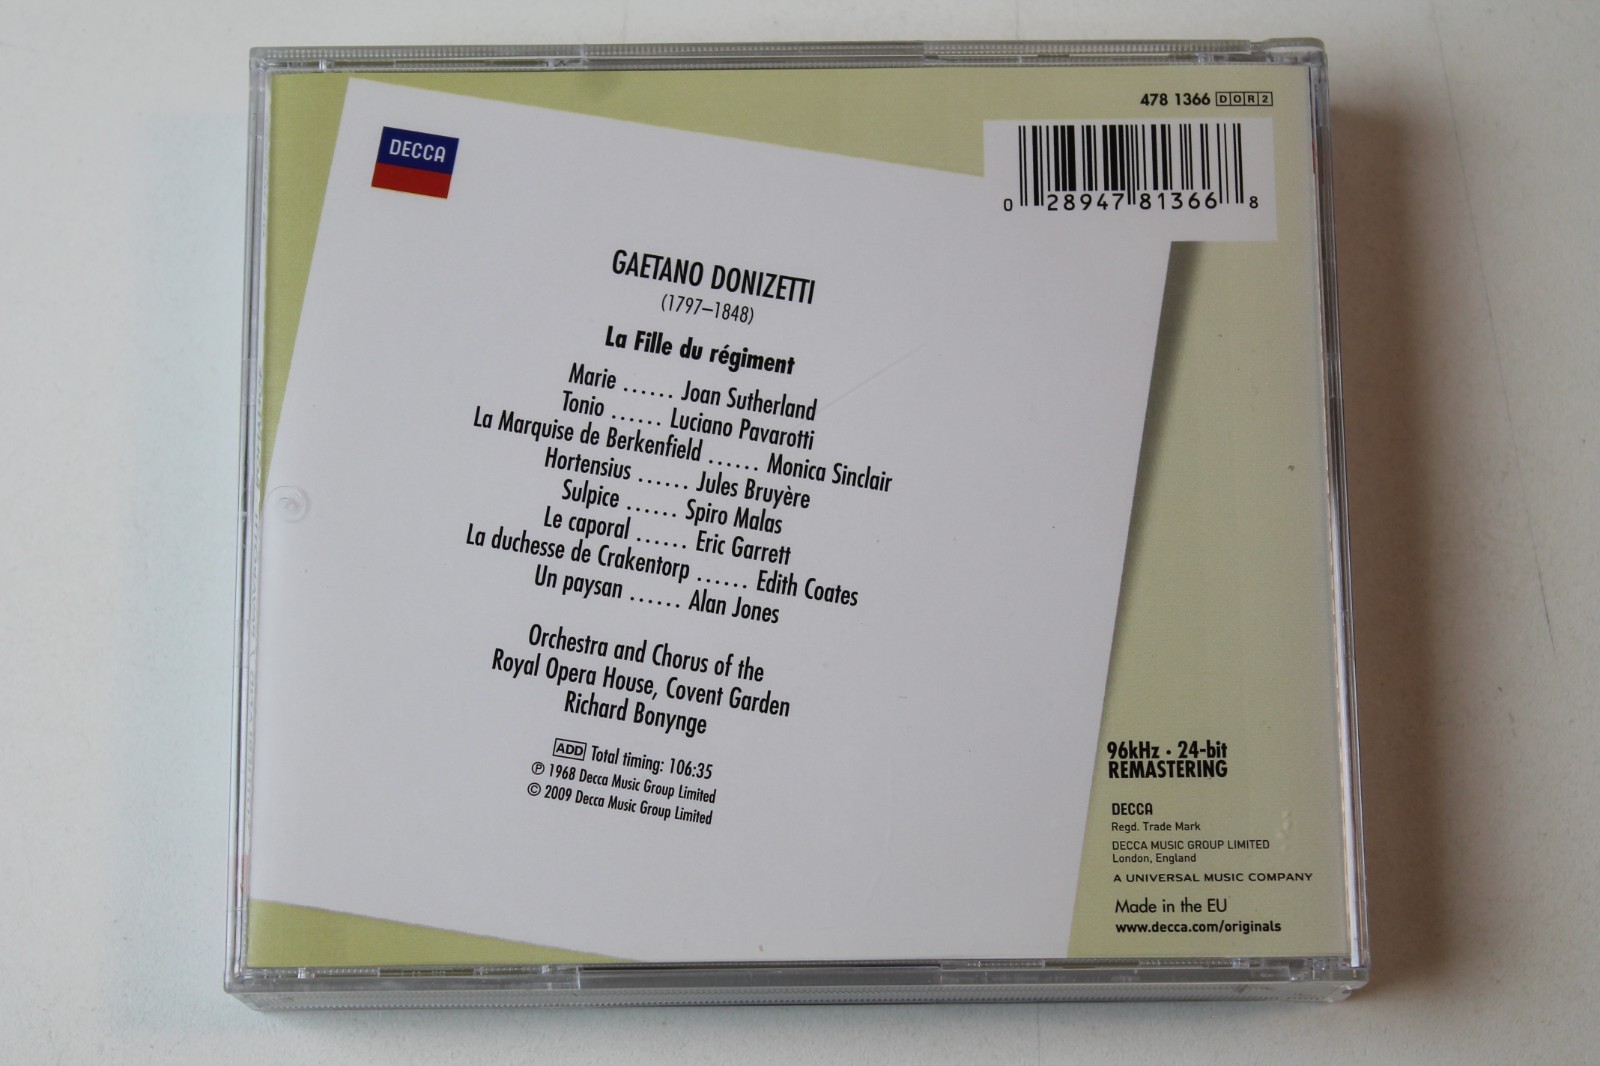 478 1366 DOR2
DECCA
0 28947 81366 8
GAETANO DONIZETTI
(1797–1848)
La Fille du régiment
Marie ...... Joan Sutherland
Tonio ...... Luciano Pavarotti
La Marquise de Berkenfield ...... Monica Sinclair
Hortensius ...... Jules Bruyère
Sulpice ...... Spiro Malas
Le caporal ...... Eric Garrett
La duchesse de Crakentorp ...... Edith Coates
Un paysan ...... Alan Jones
Orchestra and Chorus of the
Royal Opera House, Covent Garden
Richard Bonynge
ADD Total timing: 106:35
℗ 1968 Decca Music Group Limited
© 2009 Decca Music Group Limited
96kHz · 24-bit
REMASTERING
DECCA
Regd. Trade Mark
DECCA MUSIC GROUP LIMITED
London, England
A UNIVERSAL MUSIC COMPANY
Made in the EU
www.decca.com/originals